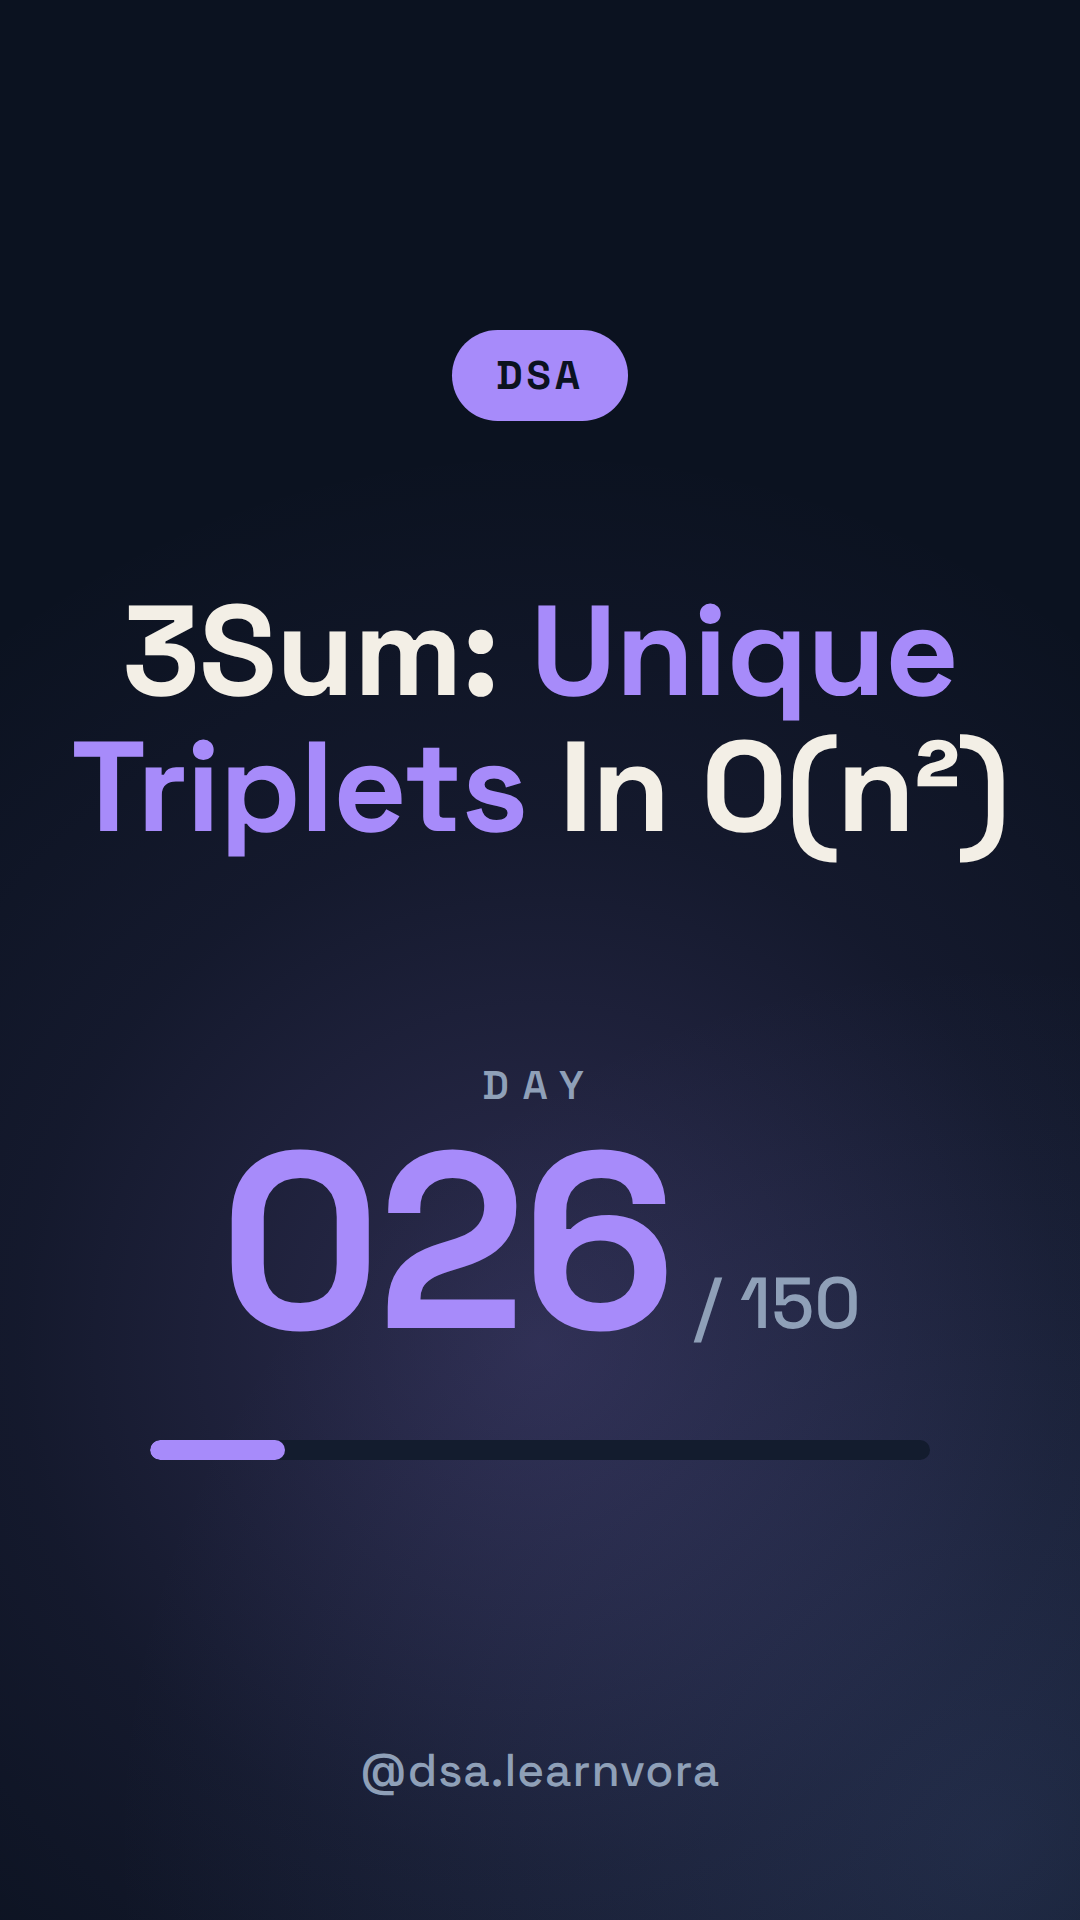 DSA
3Sum: Unique
Triplets In O(n²)
DAY
026 / 150
@dsa.learnvora